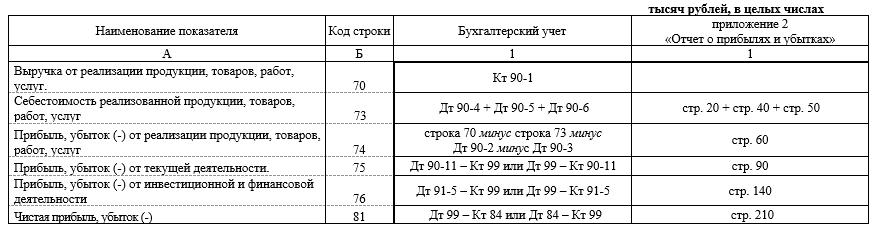 тысяч рублей, в целых числах
Наименование показателя
Код строки
Бухгалтерский учет
приложение 2
«Отчет о прибылях и убытках»
А
Б
1
1
Выручка от реализации продукции, товаров, работ,
услуг.
70
Кт 90-1
Себестоимость реализованной продукции, товаров,
работ, услуг
73
Дт 90-4 + Дт 90-5 + Дт 90-6
стр. 20 + стр. 40 + стр. 50
Прибыль, убыток (-) от реализации продукции, товаров,
работ, услуг
74
строка 70 минус строка 73 минус
Дт 90-2 минус Дт 90-3
стр. 60
Прибыль, убыток (-) от текущей деятельности.
75
Дт 90-11 – Кт 99 или Дт 99 – Кт 90-11
стр. 90
Прибыль, убыток (-) от инвестиционной и финансовой
деятельности
76
Дт 91-5 – Кт 99 или Дт 99 – Кт 91-5
стр. 140
Чистая прибыль, убыток (-)
81
Дт 99 – Кт 84 или Дт 84 – Кт 99
стр. 210